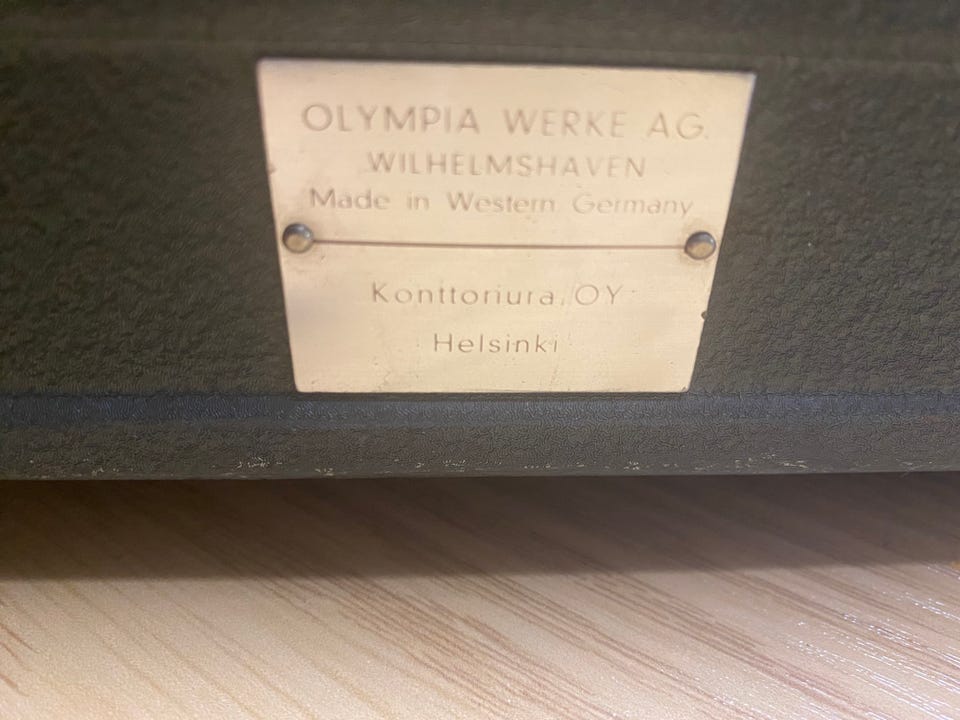 OLYMPIA WERKE AG.
WILHELMSHAVEN
Made in Western Germany
Konttoriura, OY
Helsinki